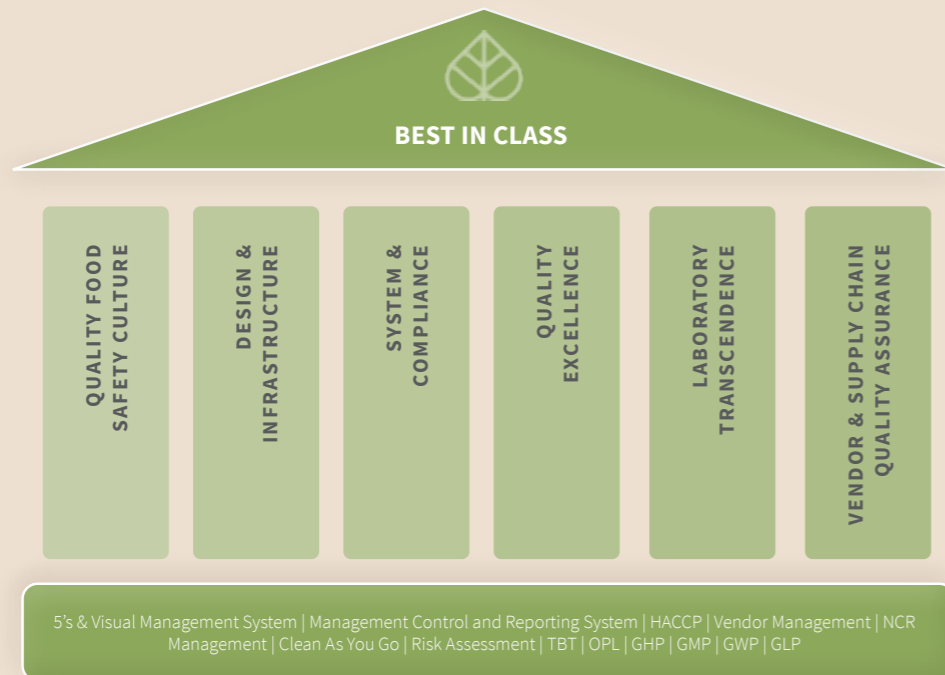 BEST IN CLASS
QUALITY FOOD
SAFETY CULTURE
DESIGN &
INFRASTRUCTURE
SYSTEM &
COMPLIANCE
QUALITY
EXCELLENCE
LABORATORY
TRANSCENDENCE
VENDOR & SUPPLY CHAIN
QUALITY ASSURANCE
5’s & Visual Management System | Management Control and Reporting System | HACCP | Vendor Management | NCR
Management | Clean As You Go | Risk Assessment | TBT | OPL | GHP | GMP | GWP | GLP